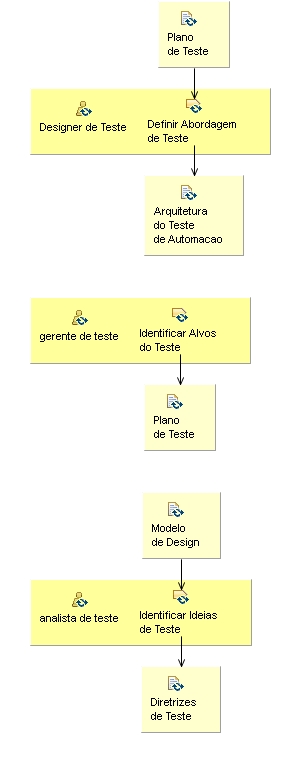 Plano
de Teste
Designer de Teste
Definir Abordagem
de Teste
Arquitetura
do Teste
de Automacao
gerente de teste
Identificar Alvos
do Teste
Plano
de Teste
Modelo
de Design
analista de teste
Identificar Ideias
de Teste
Diretrizes
de Teste